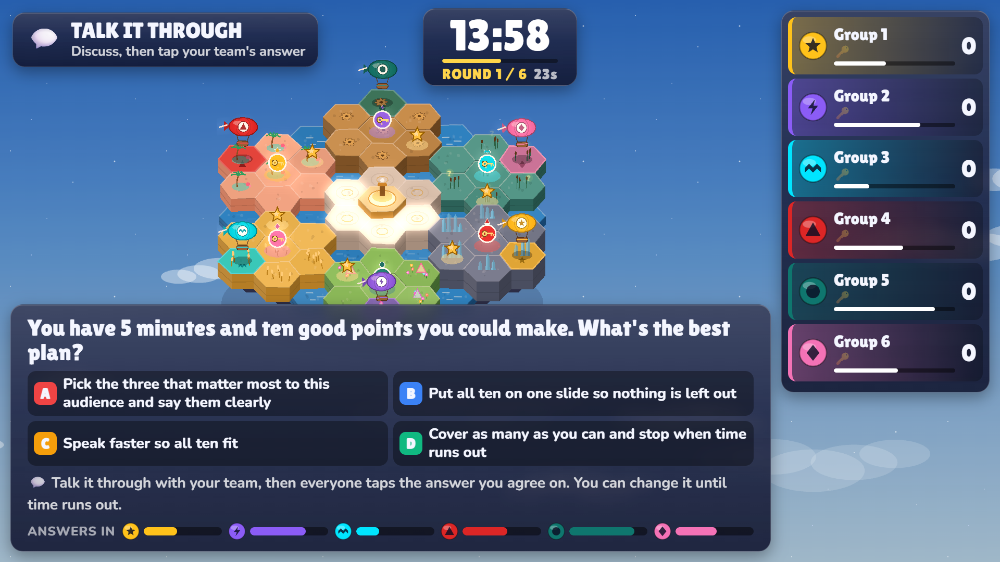 TALK IT THROUGH
Discuss, then tap your team's answer
13:58
ROUND 1 / 6 23s
Group 1
0
Group 2
0
Group 3
0
Group 4
0
Group 5
0
Group 6
0
You have 5 minutes and ten good points you could make. What's the best
plan?
A
Pick the three that matter most to this
audience and say them clearly
B
Put all ten on one slide so nothing is left out
C
Speak faster so all ten fit
D
Cover as many as you can and stop when time
runs out
Talk it through with your team, then everyone taps the answer you agree on. You can change it until
time runs out.
ANSWERS IN